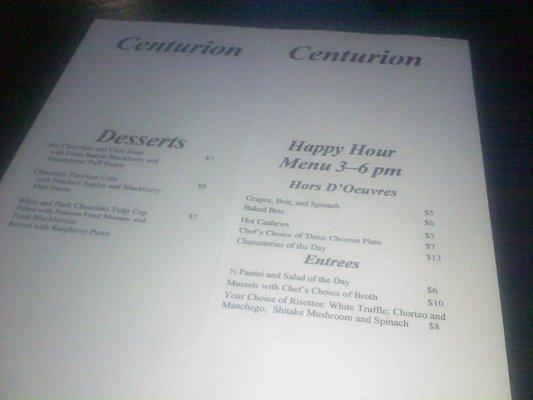 Centurion
Desserts
Hot Chocolate and Chili Soup $7
with Fresh Baked Blackberry and
Mascarpone Puff Pastry
Chocolate Flourless Cake $8
with Poached Apples and Blackberry
Sauce
White and Dark Chocolate Tulip Cup $7
Filled with Passion Fruit Mousse and
Fresh Blackberries
Served with Raspberry Puree
Centurion
Happy Hour
Menu 3–6 pm
Hors D'Oeuvres
Grapes, Brie, and Spinach $5
Baked Brie $6
Hot Cashews $5
Chef's Choice of Three Cheeses Plate $7
Charcuteries of the Day $13
Entrees
½ Panini and Salad of the Day $6
Mussels with Chef's Choice of Broth $10
Your Choice of Risottos: White Truffle; Chorizo and
Manchego; Shitake Mushroom and Spinach $8